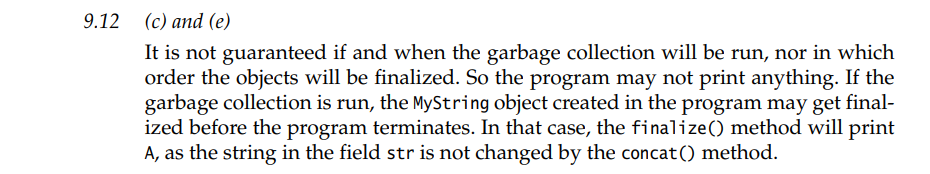 9.12 (c) and (e)
It is not guaranteed if and when the garbage collection will be run, nor in which
order the objects will be finalized. So the program may not print anything. If the
garbage collection is run, the MyString object created in the program may get final-
ized before the program terminates. In that case, the finalize() method will print
A, as the string in the field str is not changed by the concat() method.